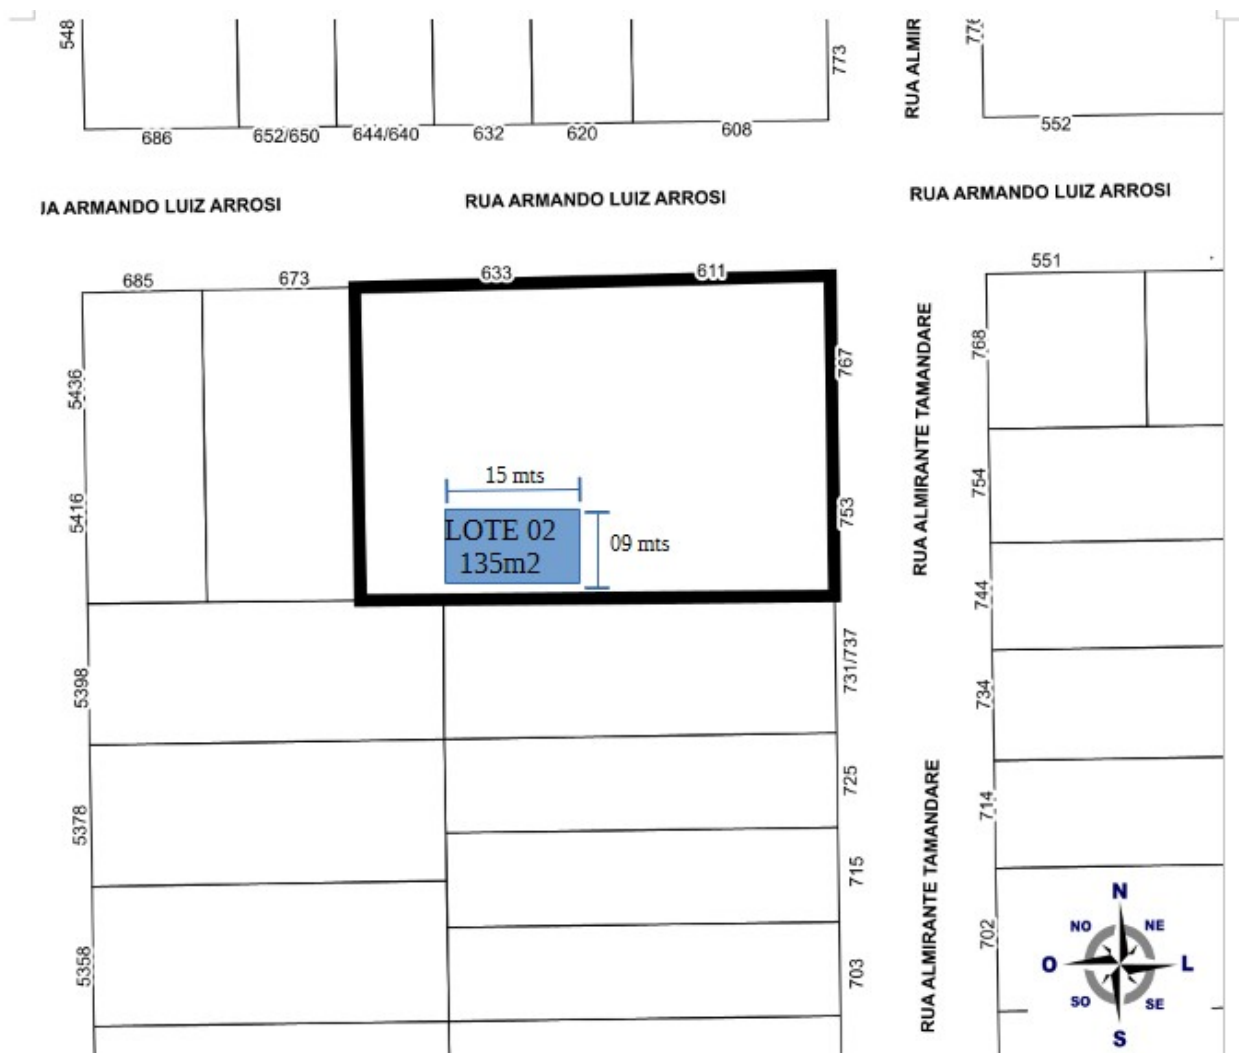 548
773
776
RUA ALMIR
686
652/650
644/640
632
620
608
552
JA ARMANDO LUIZ ARROSI
RUA ARMANDO LUIZ ARROSI
RUA ARMANDO LUIZ ARROSI
685
673
633
611
551
5436
767
768
RUA ALMIRANTE TAMANDARE
15 mts
5416
LOTE 02
135m2
09 mts
753
754
744
5398
731/737
734
5378
725
714
RUA ALMIRANTE TAMANDARE
715
5358
703
702
N
NO
NE
O
L
SO
SE
S